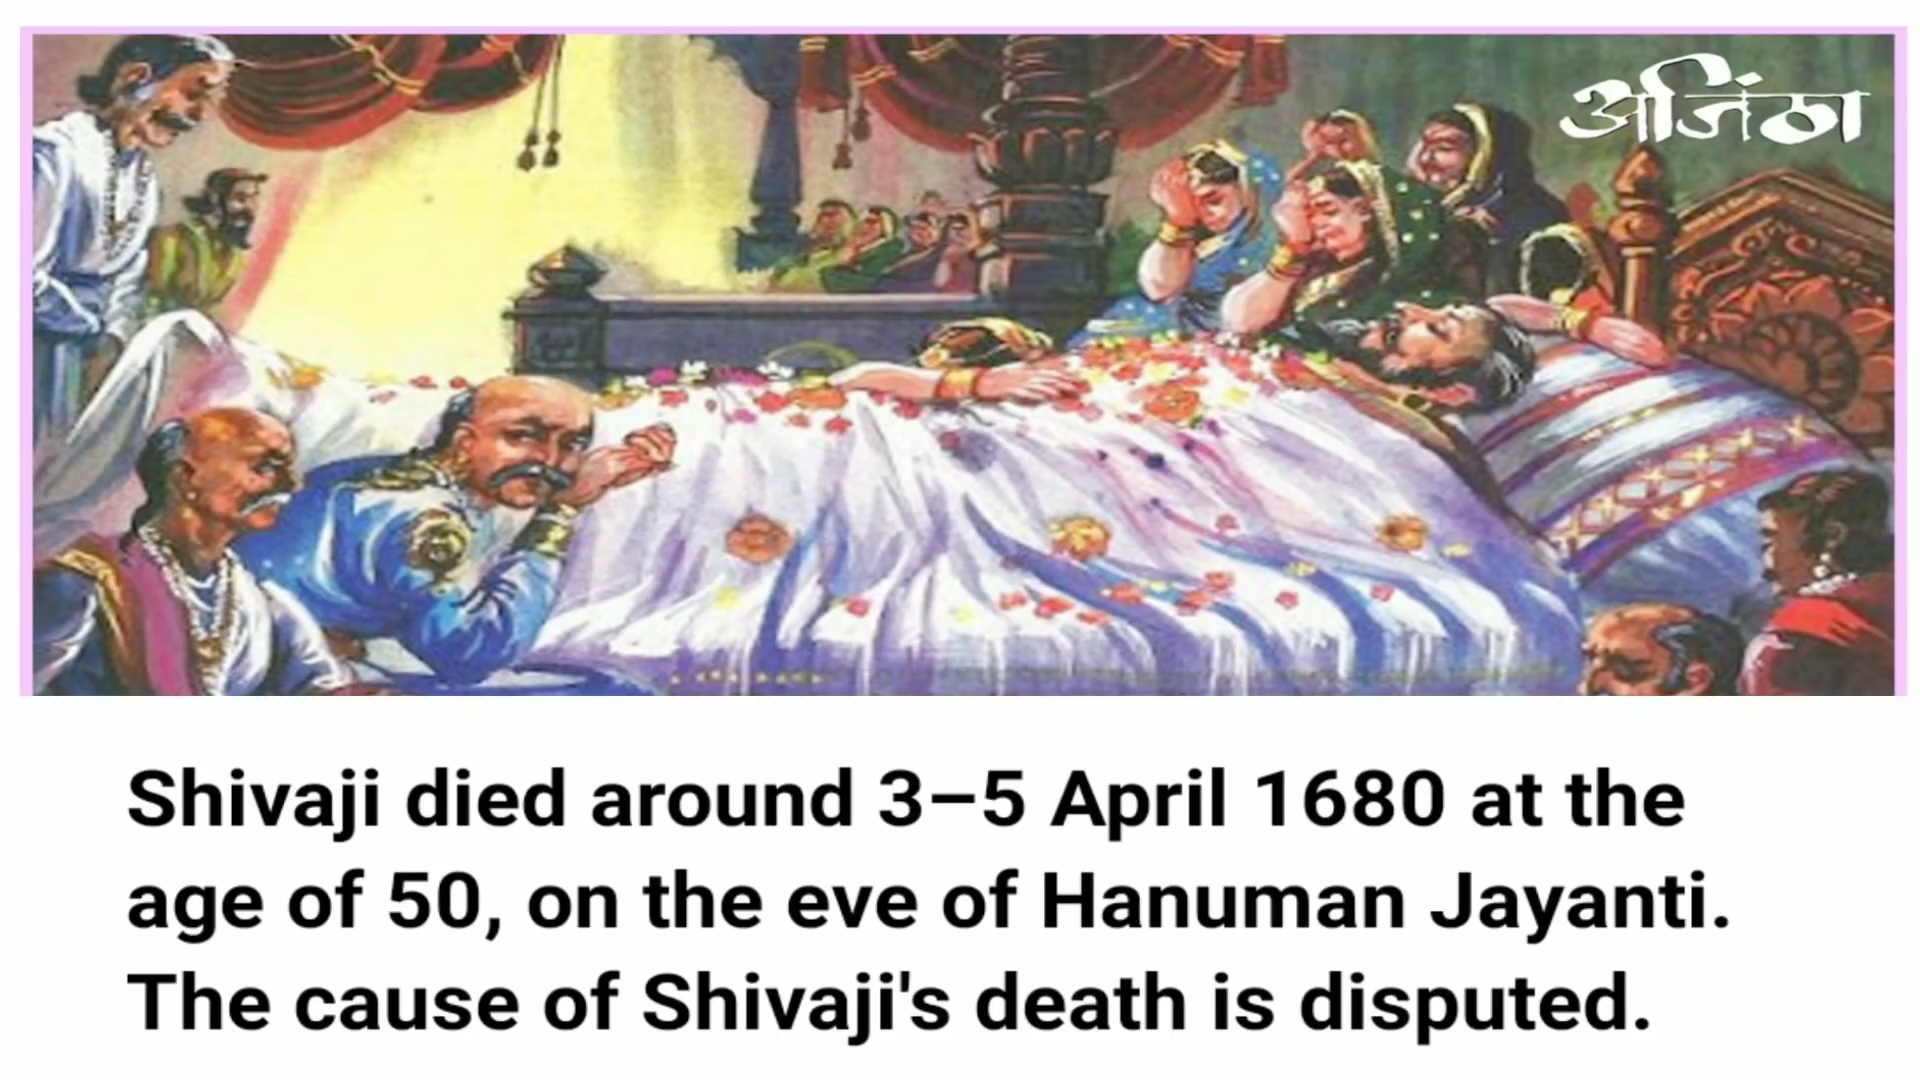 अजिंठा
Shivaji died around 3–5 April 1680 at the
age of 50, on the eve of Hanuman Jayanti.
The cause of Shivaji's death is disputed.